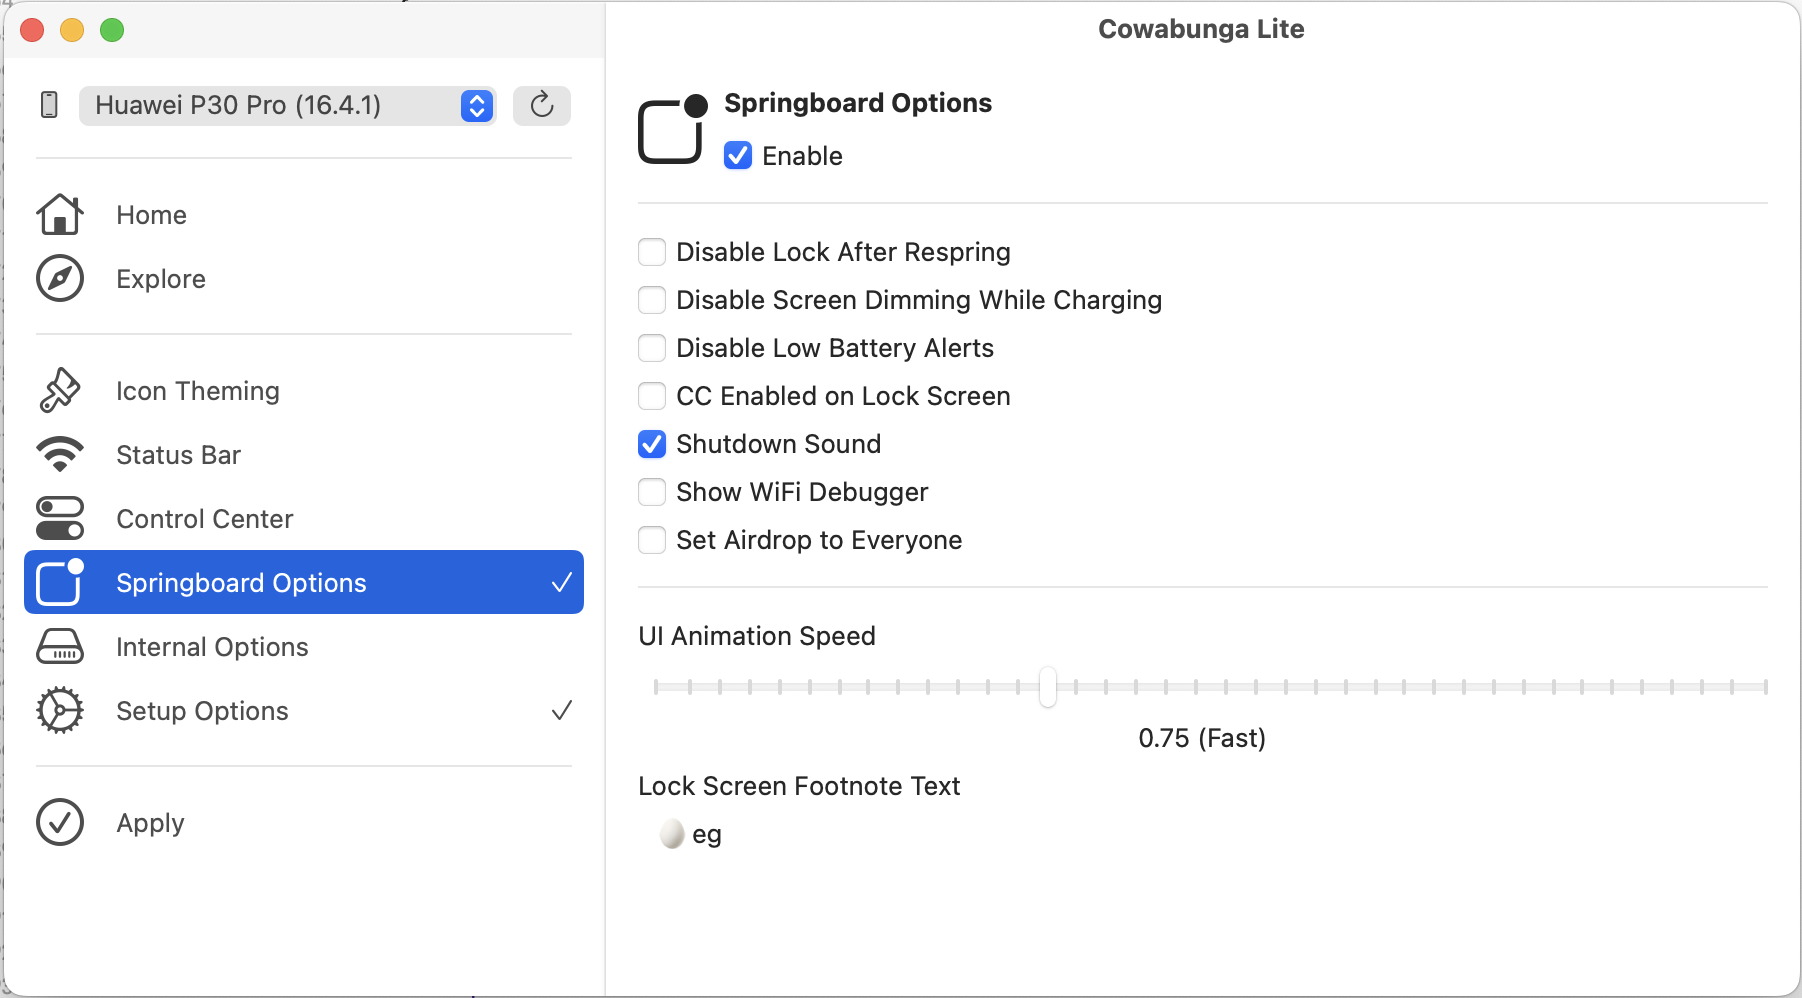 Cowabunga Lite
Huawei P30 Pro (16.4.1)
Home
Explore
Icon Theming
Status Bar
Control Center
Springboard Options
Internal Options
Setup Options
Apply
Springboard Options
Enable
Disable Lock After Respring
Disable Screen Dimming While Charging
Disable Low Battery Alerts
CC Enabled on Lock Screen
Shutdown Sound
Show WiFi Debugger
Set Airdrop to Everyone
UI Animation Speed
0.75 (Fast)
Lock Screen Footnote Text
🥚 eg